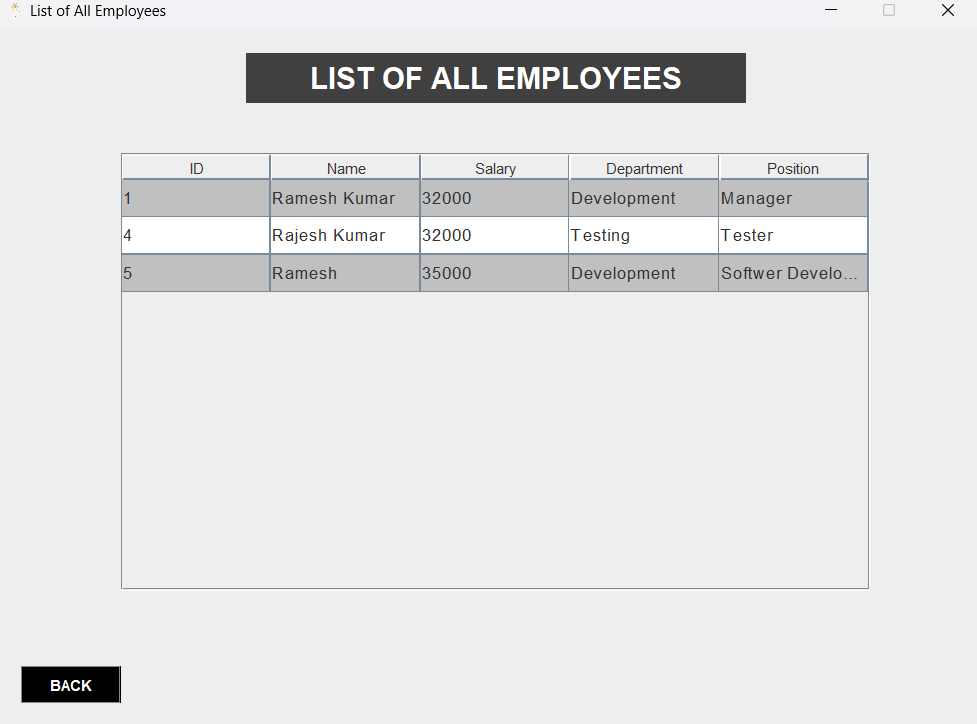 List of All Employees
LIST OF ALL EMPLOYEES
ID Name Salary Department Position
1 Ramesh Kumar 32000 Development Manager
4 Rajesh Kumar 32000 Testing Tester
5 Ramesh 35000 Development Softwer Develo...
BACK